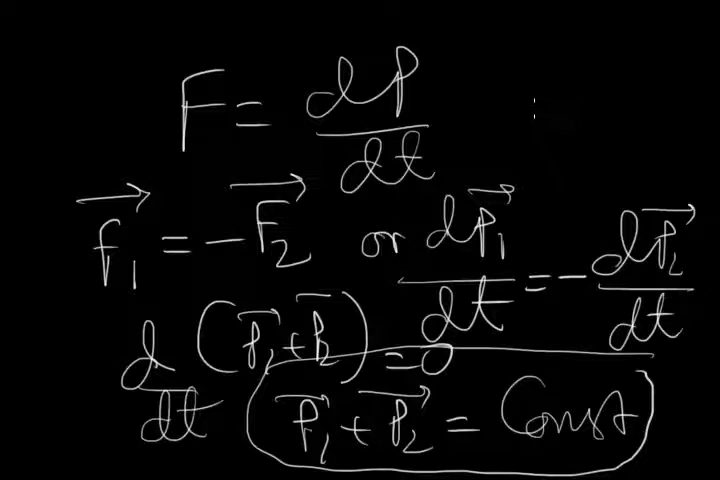 F = dP/dt
f₁⃗ = −F₂⃗ or dp₁⃗/dt = −dp₂⃗/dt
d/dt (P₁⃗ + P₂⃗) = 0
P₁⃗ + P₂⃗ = Const